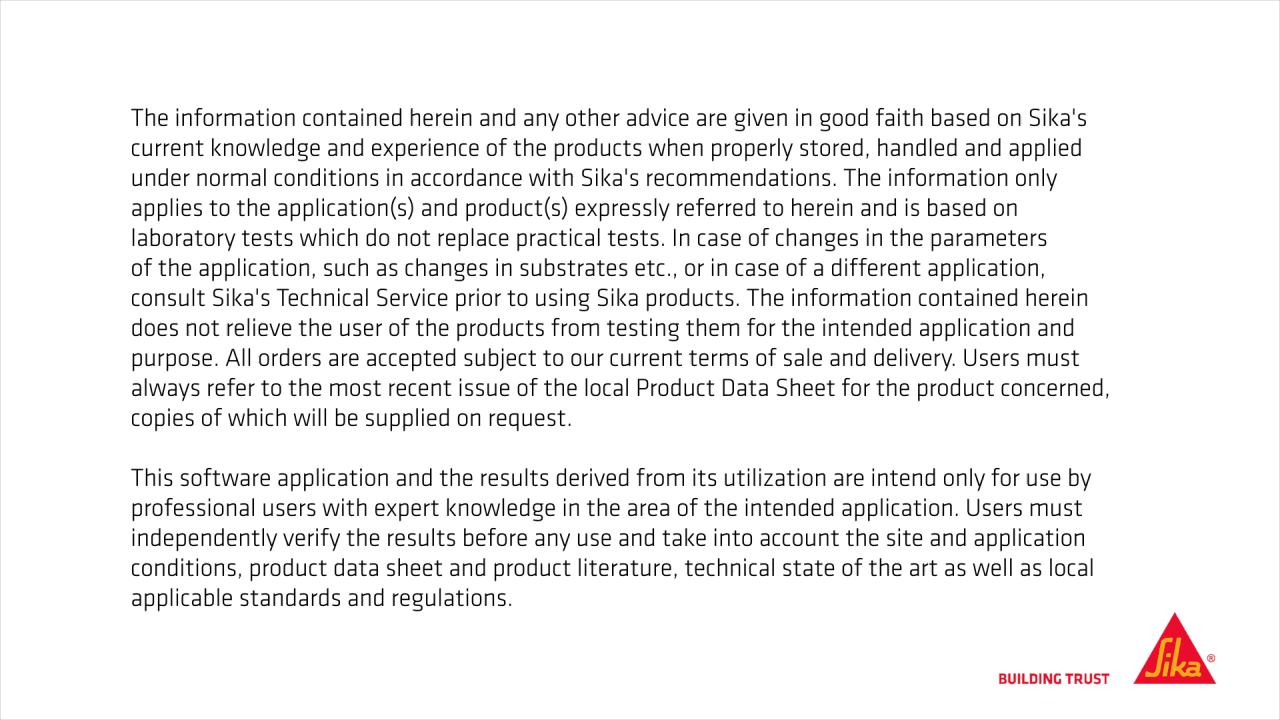 The information contained herein and any other advice are given in good faith based on Sika's
current knowledge and experience of the products when properly stored, handled and applied
under normal conditions in accordance with Sika's recommendations. The information only
applies to the application(s) and product(s) expressly referred to herein and is based on
laboratory tests which do not replace practical tests. In case of changes in the parameters
of the application, such as changes in substrates etc., or in case of a different application,
consult Sika's Technical Service prior to using Sika products. The information contained herein
does not relieve the user of the products from testing them for the intended application and
purpose. All orders are accepted subject to our current terms of sale and delivery. Users must
always refer to the most recent issue of the local Product Data Sheet for the product concerned,
copies of which will be supplied on request.
This software application and the results derived from its utilization are intend only for use by
professional users with expert knowledge in the area of the intended application. Users must
independently verify the results before any use and take into account the site and application
conditions, product data sheet and product literature, technical state of the art as well as local
applicable standards and regulations.
BUILDING TRUST
Sika®